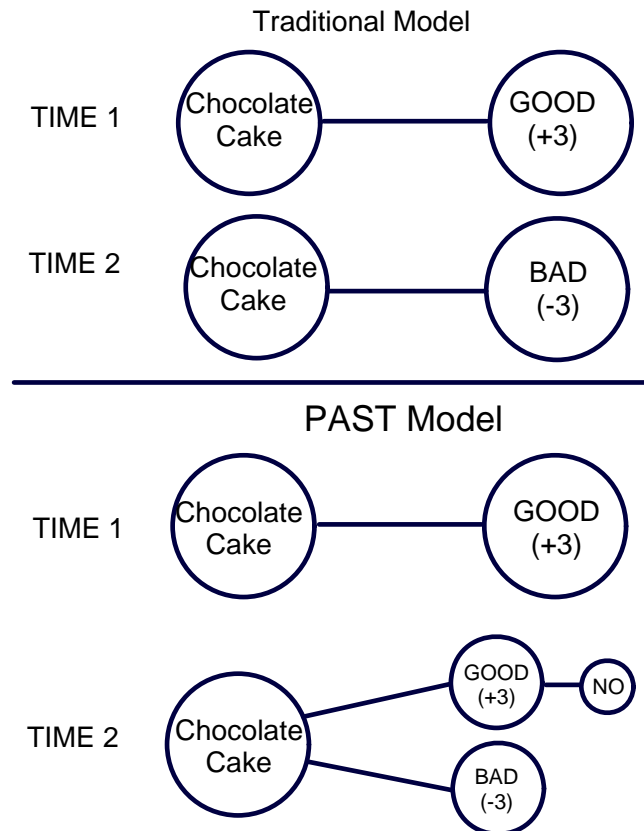 Traditional Model
TIME 1
Chocolate
Cake
GOOD
(+3)
TIME 2
Chocolate
Cake
BAD
(-3)
PAST Model
TIME 1
Chocolate
Cake
GOOD
(+3)
TIME 2
Chocolate
Cake
GOOD
(+3)
NO
BAD
(-3)